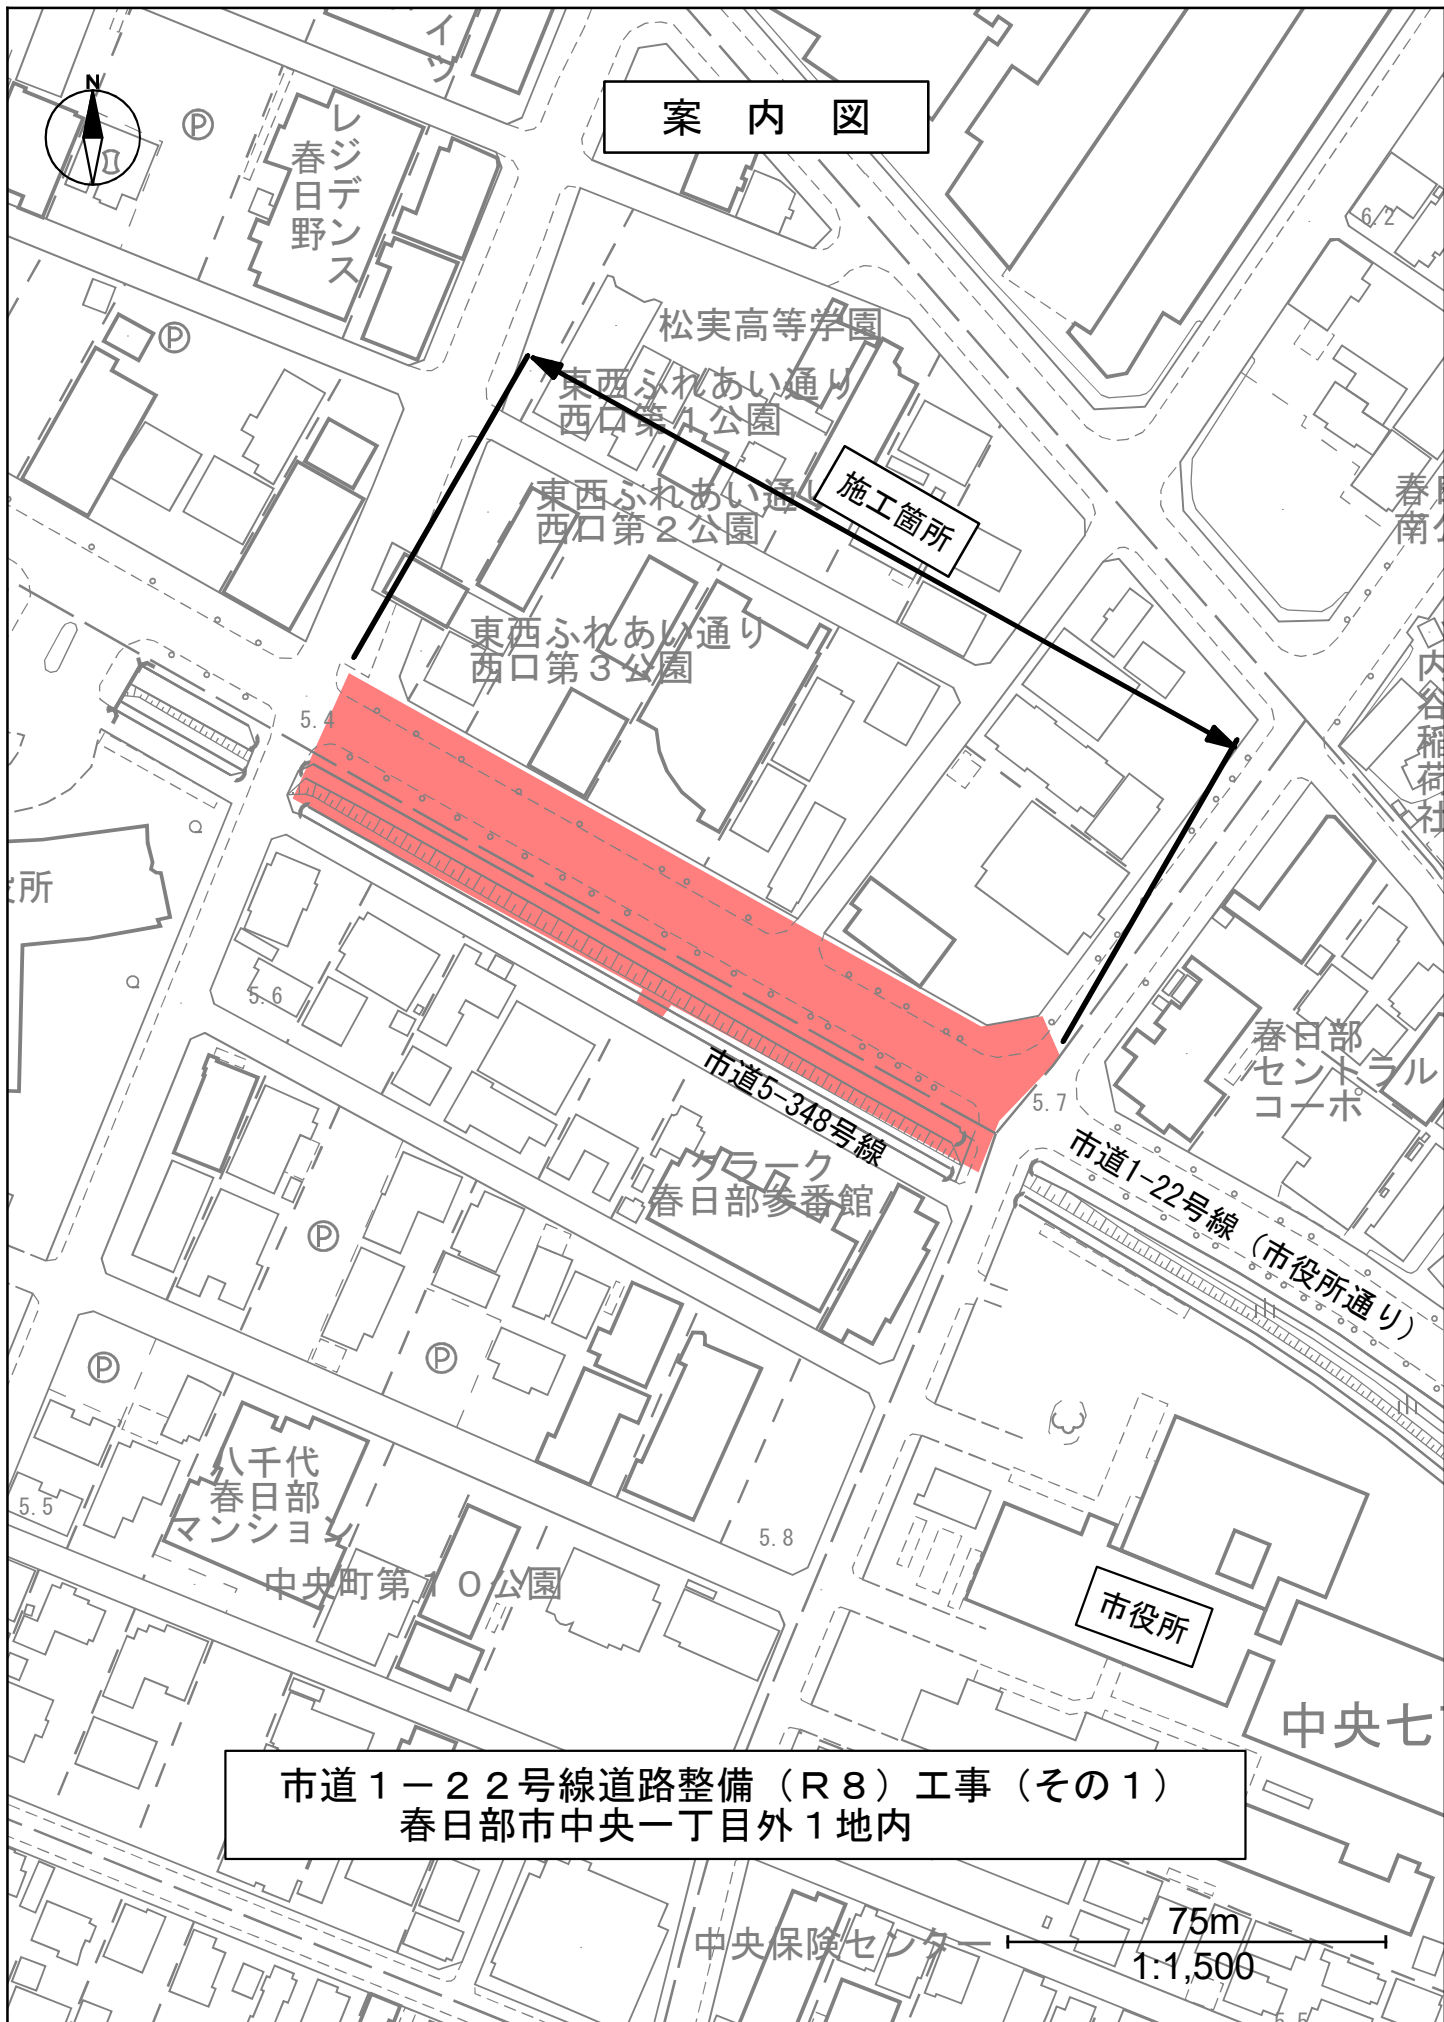 イツ
N
案 内 図
Ⓟ
レジデンス
春日野
6.2
Ⓟ
松実高等学園
東西ふれあい通り
西口第1公園
施工箇所
東西ふれあい通り
西口第2公園
春日
南公
東西ふれあい通り
西口第3公園
内谷稲荷社
5.4
役所
5.6
春日部
セントラル
コーポ
5.7
市道5-348号線
市道1-22号線（市役所通り）
クラーク
春日部参番館
Ⓟ
Ⓟ
Ⓟ
八千代
春日部
マンション
5.5
5.8
中央町第10公園
市役所
中央七
市道１－２２号線道路整備（Ｒ８）工事（その１）
春日部市中央一丁目外１地内
75m
1:1,500
中央保険センター
5.5